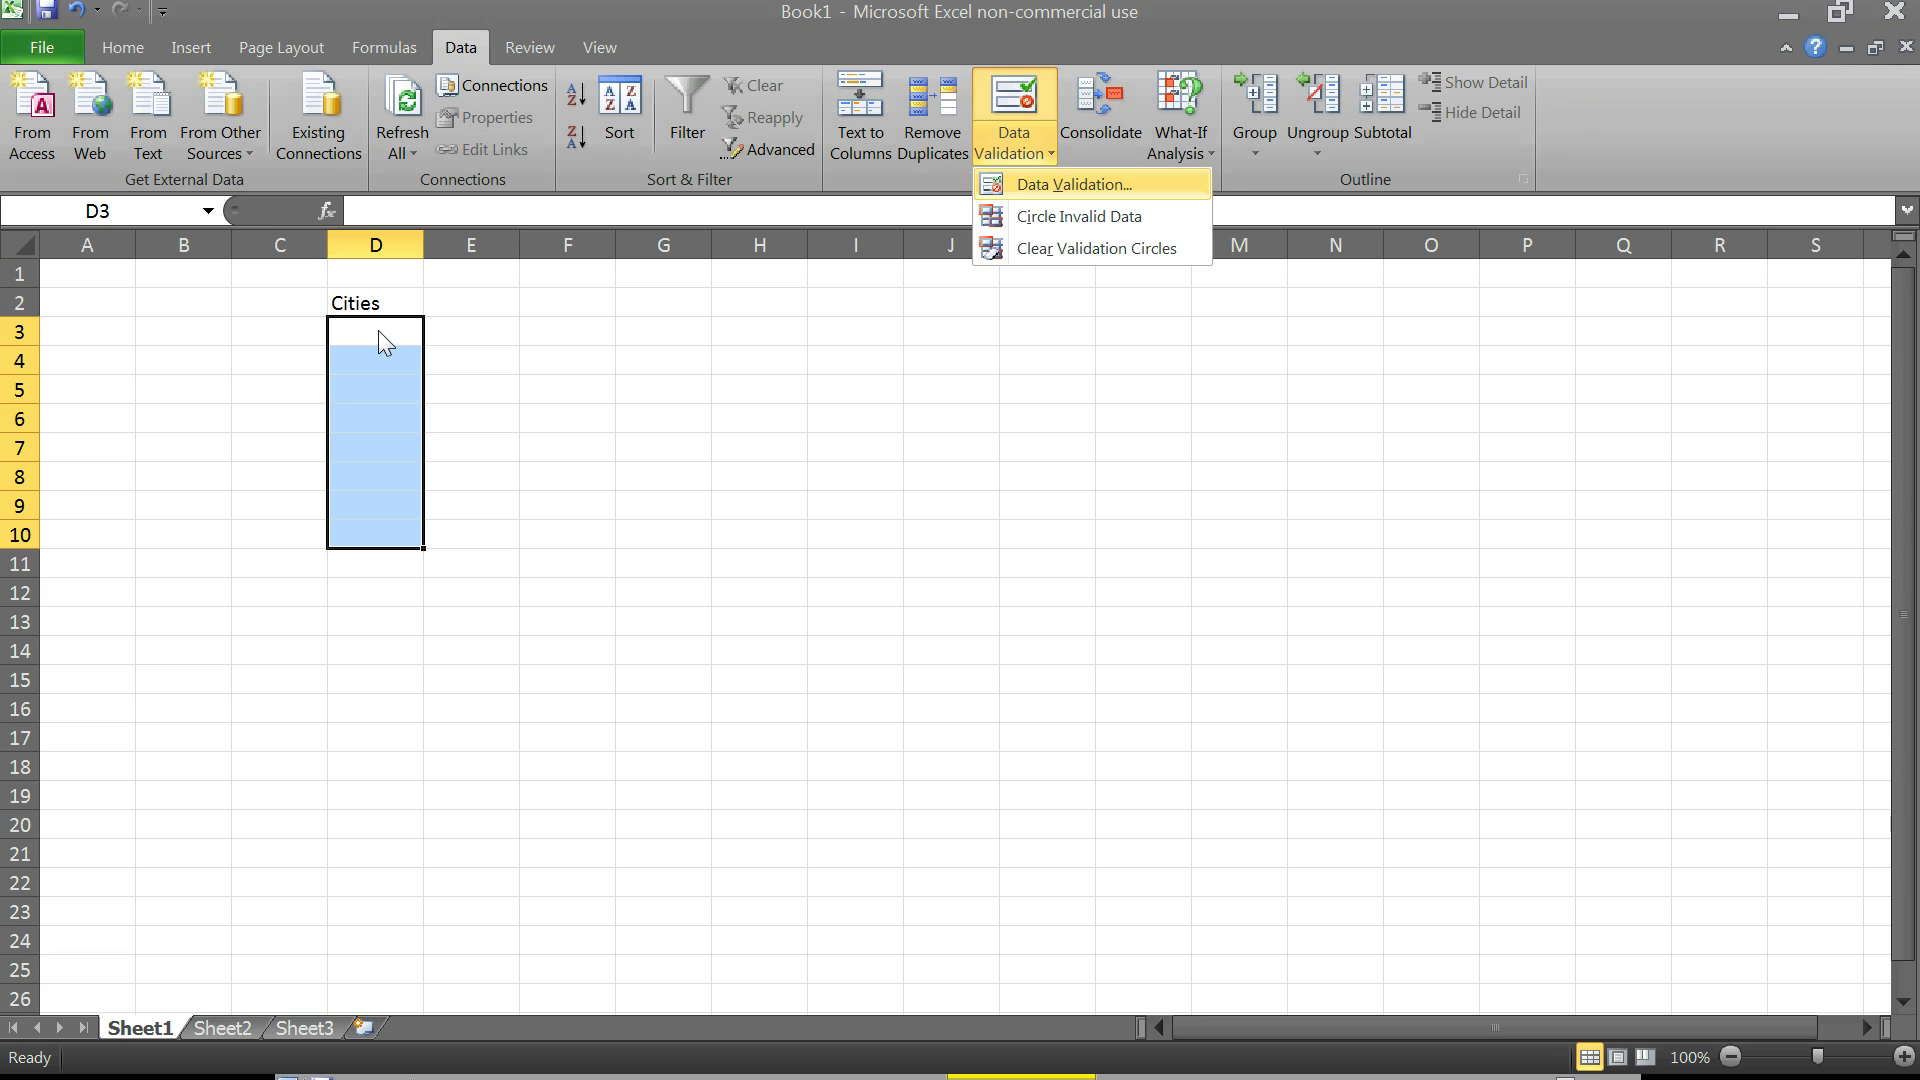 Book1 - Microsoft Excel non-commercial use
File Home Insert Page Layout Formulas Data Review View
From Access
From Web
From Text
From Other Sources
Existing Connections
Get External Data
Refresh All
Connections
Properties
Edit Links
Connections
Sort
Filter
Clear
Reapply
Advanced
Sort & Filter
Text to Columns
Remove Duplicates
Data Validation
Consolidate
What-If Analysis
Group
Ungroup
Subtotal
Show Detail
Hide Detail
Outline
Data Validation...
Circle Invalid Data
Clear Validation Circles
D3 fx
A B C D E F G H I J M N O P Q R S
1
2 Cities
3
4
5
6
7
8
9
10
11
12
13
14
15
16
17
18
19
20
21
22
23
24
25
26
Sheet1 Sheet2 Sheet3
Ready 100%